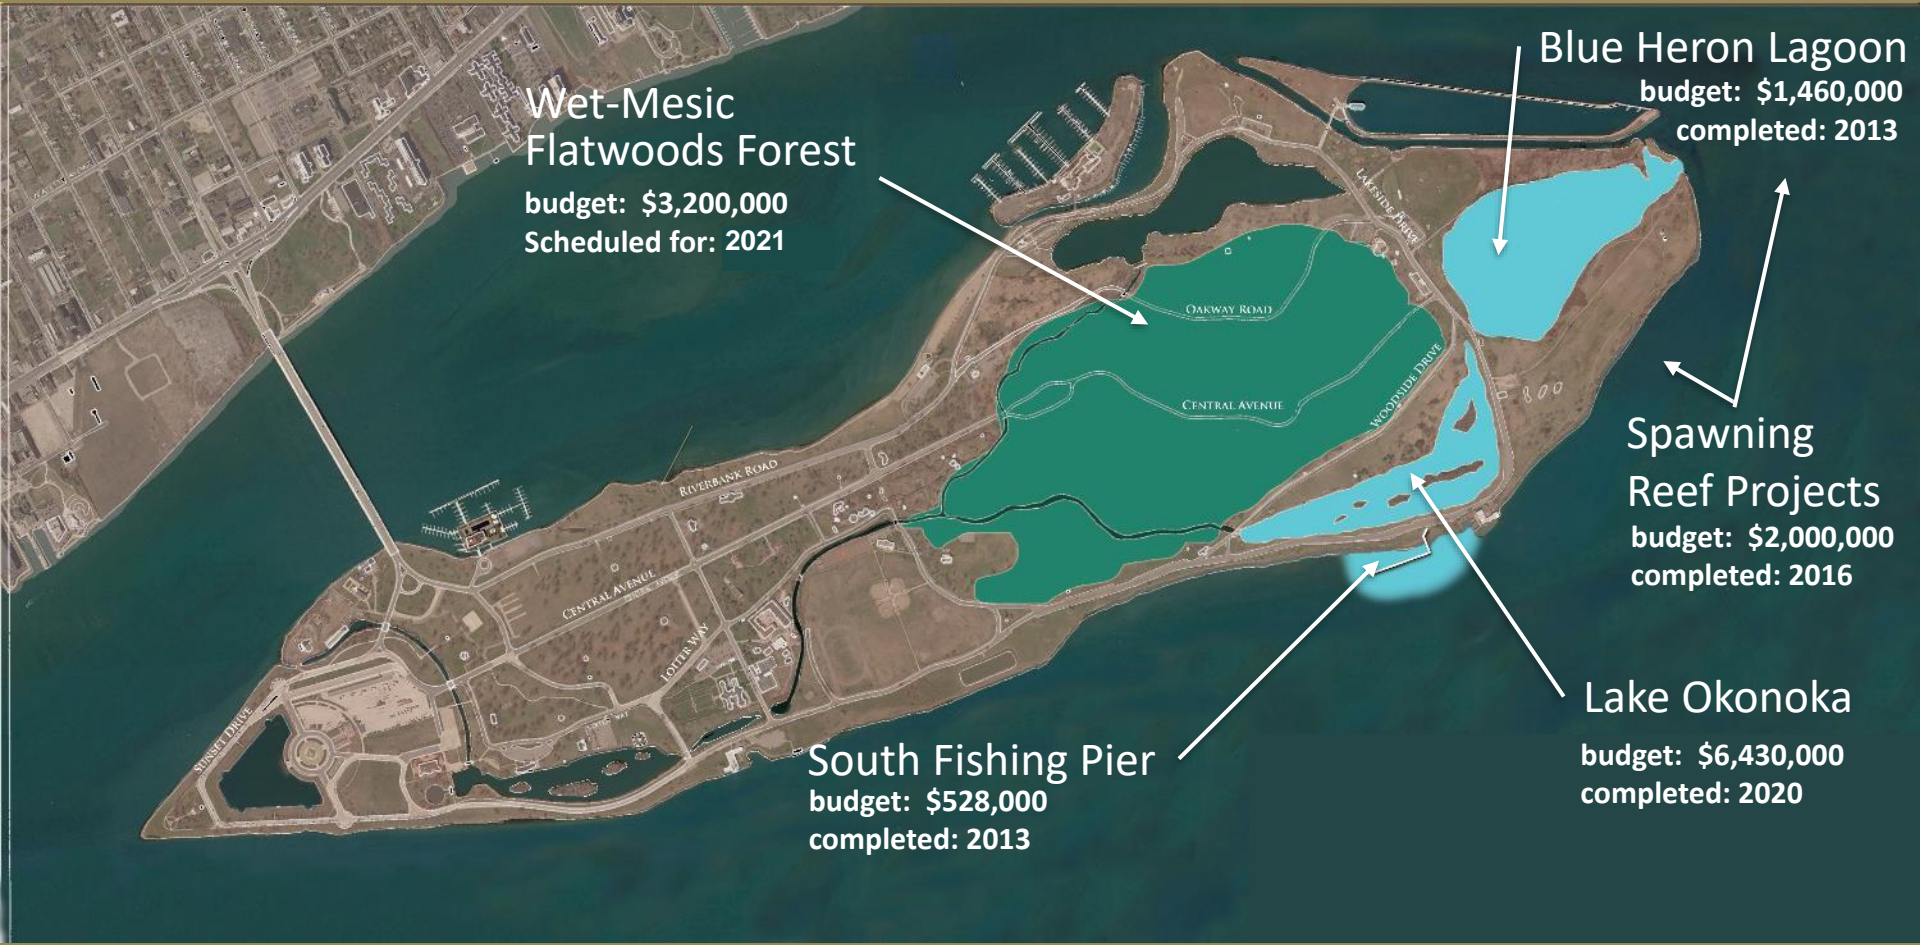 Blue Heron Lagoon
budget: $1,460,000
completed: 2013
Wet-Mesic
Flatwoods Forest
budget: $3,200,000
Scheduled for: 2021
LAKESIDE DRIVE
OAKWAY ROAD
CENTRAL AVENUE
WOODSIDE DRIVE
Spawning
Reef Projects
budget: $2,000,000
completed: 2016
RIVERBANK ROAD
CENTRAL AVENUE
LOITER WAY
SUNSET DRIVE
Lake Okonoka
budget: $6,430,000
completed: 2020
South Fishing Pier
budget: $528,000
completed: 2013